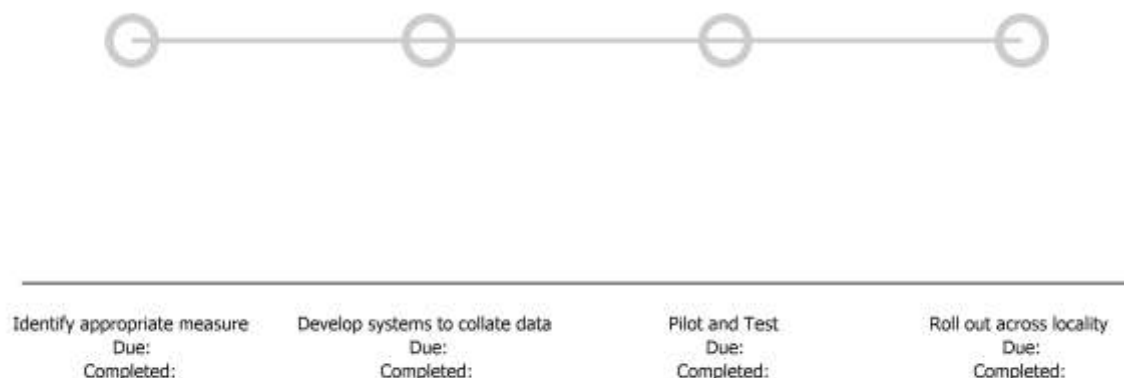 Identify appropriate measure
Due:
Completed:
Develop systems to collate data
Due:
Completed:
Pilot and Test
Due:
Completed:
Roll out across locality
Due:
Completed: